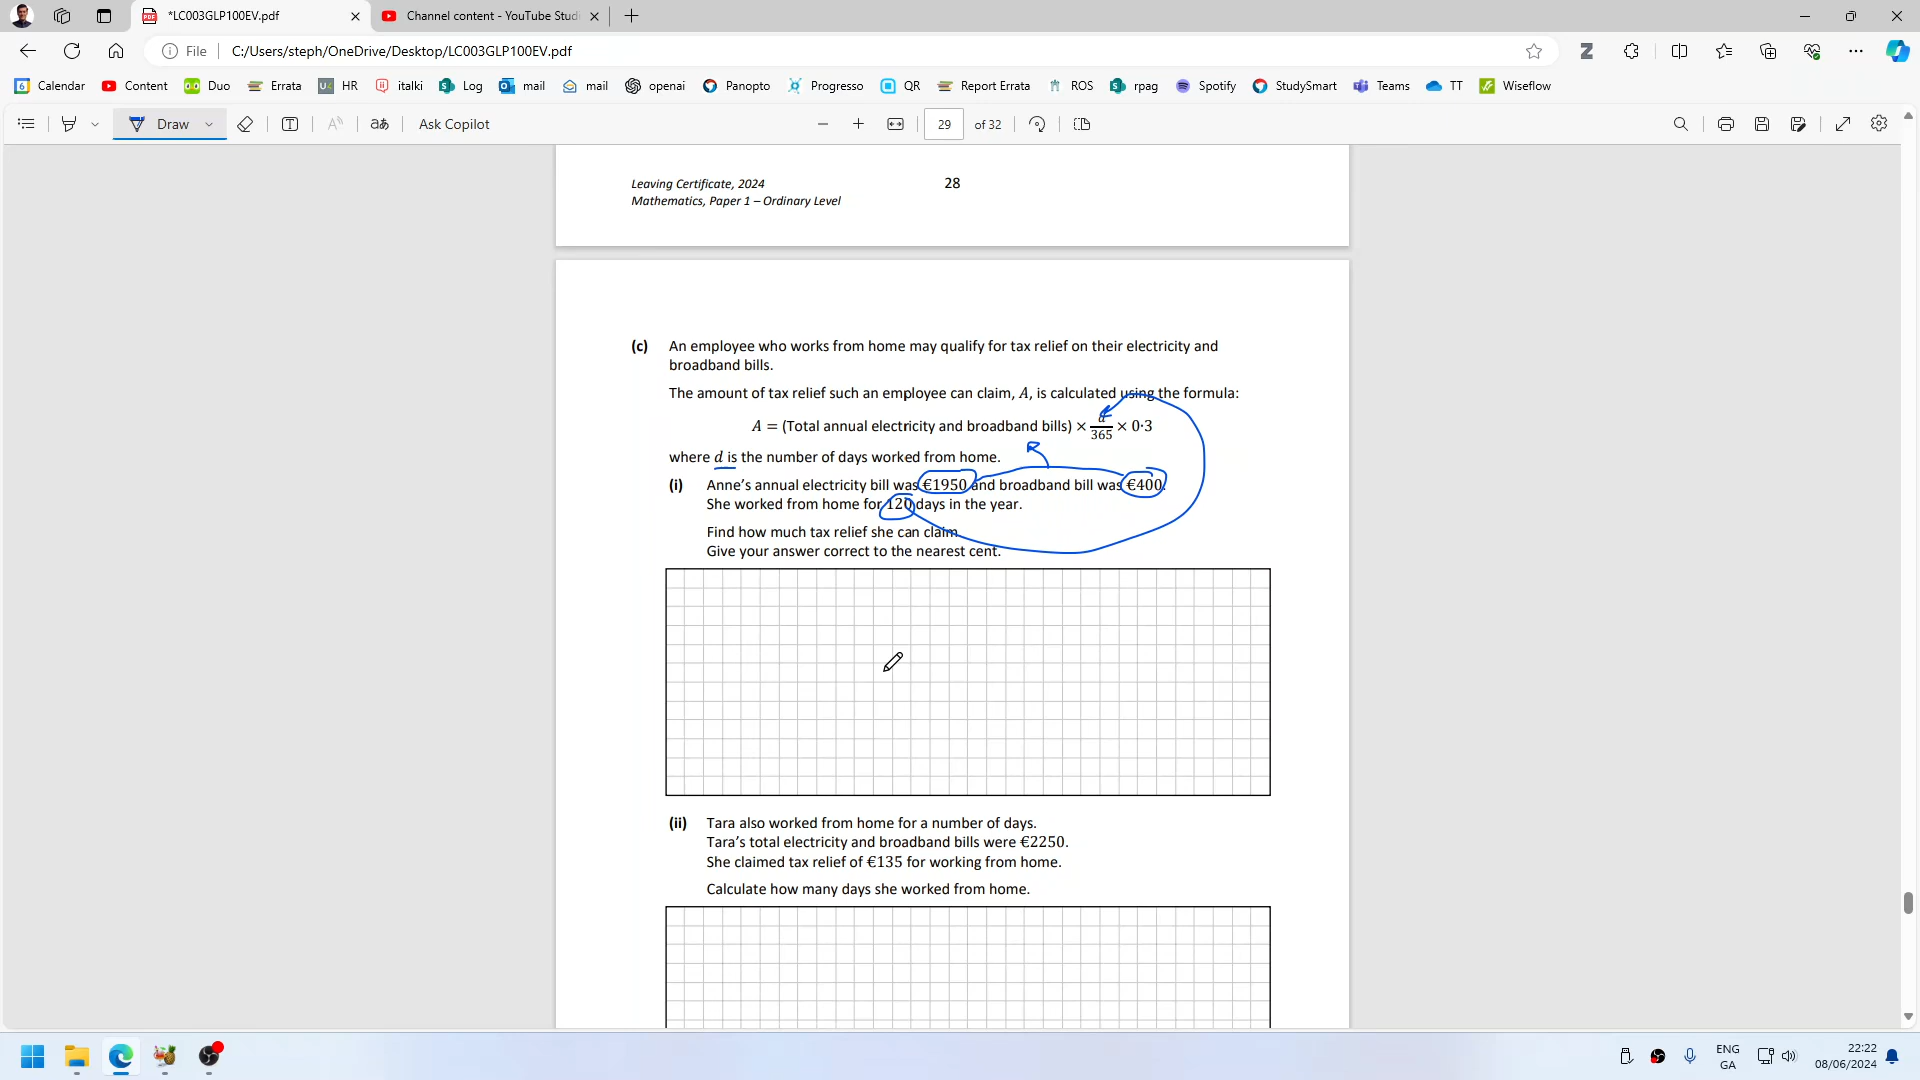 *LC003GLP100EV.pdf
Channel content - YouTube Studi
File
C:/Users/steph/OneDrive/Desktop/LC003GLP100EV.pdf
Calendar Content Duo Errata HR italki Log mail mail openai Panopto Progresso QR Report Errata ROS rpag Spotify StudySmart Teams TT Wiseflow
Draw
Ask Copilot
29 of 32
Leaving Certificate, 2024
28
Mathematics, Paper 1 – Ordinary Level
(c) An employee who works from home may qualify for tax relief on their electricity and
broadband bills.
The amount of tax relief such an employee can claim, A, is calculated using the formula:
A = (Total annual electricity and broadband bills) × d/365 × 0·3
where d is the number of days worked from home.
(i) Anne's annual electricity bill was €1950 and broadband bill was €400.
She worked from home for 120 days in the year.
Find how much tax relief she can claim.
Give your answer correct to the nearest cent.
(ii) Tara also worked from home for a number of days.
Tara's total electricity and broadband bills were €2250.
She claimed tax relief of €135 for working from home.
Calculate how many days she worked from home.
ENG
GA
22:22
08/06/2024